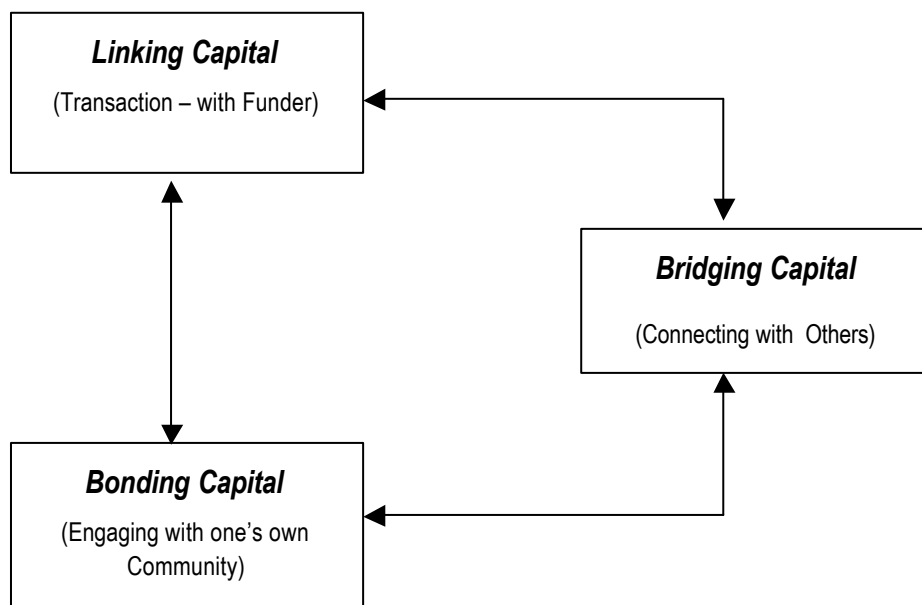 Linking Capital
(Transaction – with Funder)
Bridging Capital
(Connecting with  Others)
Bonding Capital
(Engaging with one’s own
Community)